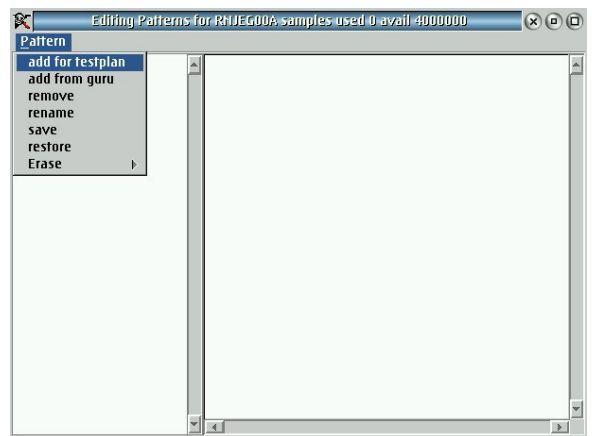 Editing Patterns for RNJEG00A samples used 0 avail 4000000
Pattern
add for testplan
add from guru
remove
rename
save
restore
Erase